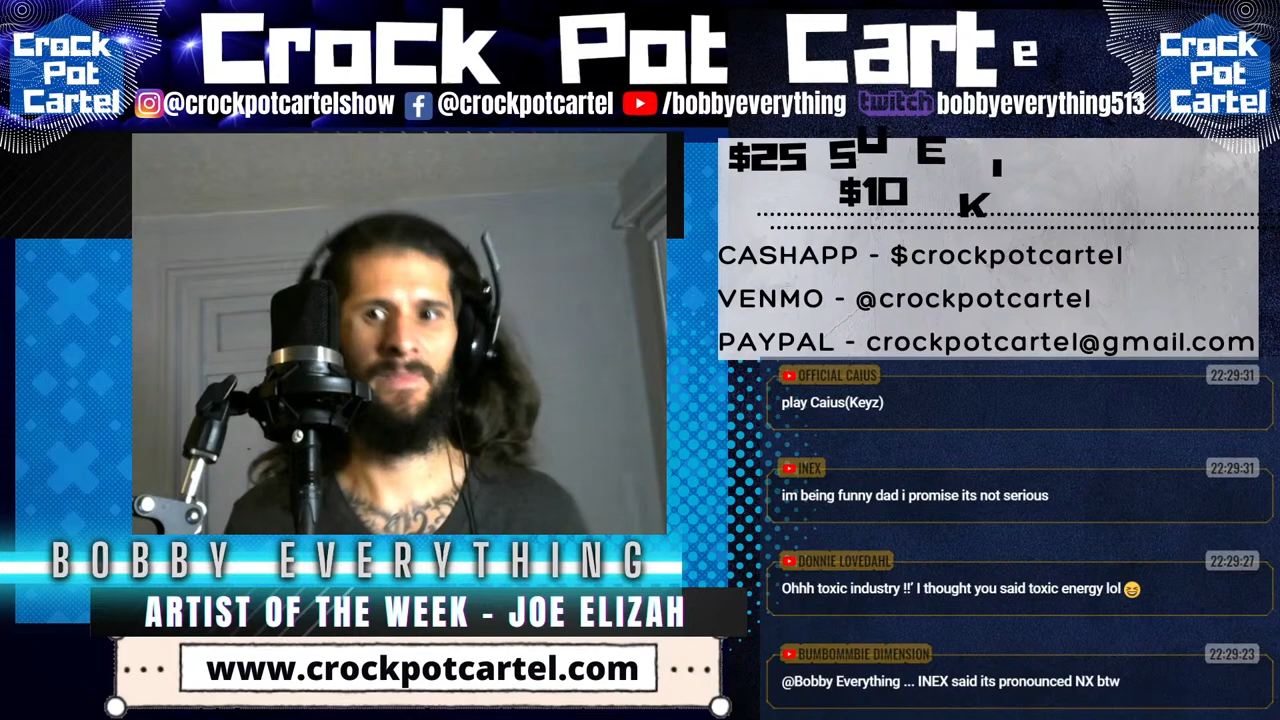 Crock Pot Cart e
Crock
Pot
Cartel
Crock
Pot
Cartel
@crockpotcartelshow @crockpotcartel /bobbyeverything twitch bobbyeverything513
$25 S U E ,
$10 K
CASHAPP - $crockpotcartel
VENMO - @crockpotcartel
PAYPAL - crockpotcartel@gmail.com
OFFICIAL CAIUS 22:29:31
play Caius(Keyz)
INEX 22:29:31
im being funny dad i promise its not serious
DONNIE LOVEDAHL 22:29:27
Ohhh toxic industry !!’ I thought you said toxic energy lol 😆
BUMBOMMBIE DIMENSION 22:29:23
@Bobby Everything ... INEX said its pronounced NX btw
BOBBY EVERYTHING
ARTIST OF THE WEEK - JOE ELIZAH
www.crockpotcartel.com